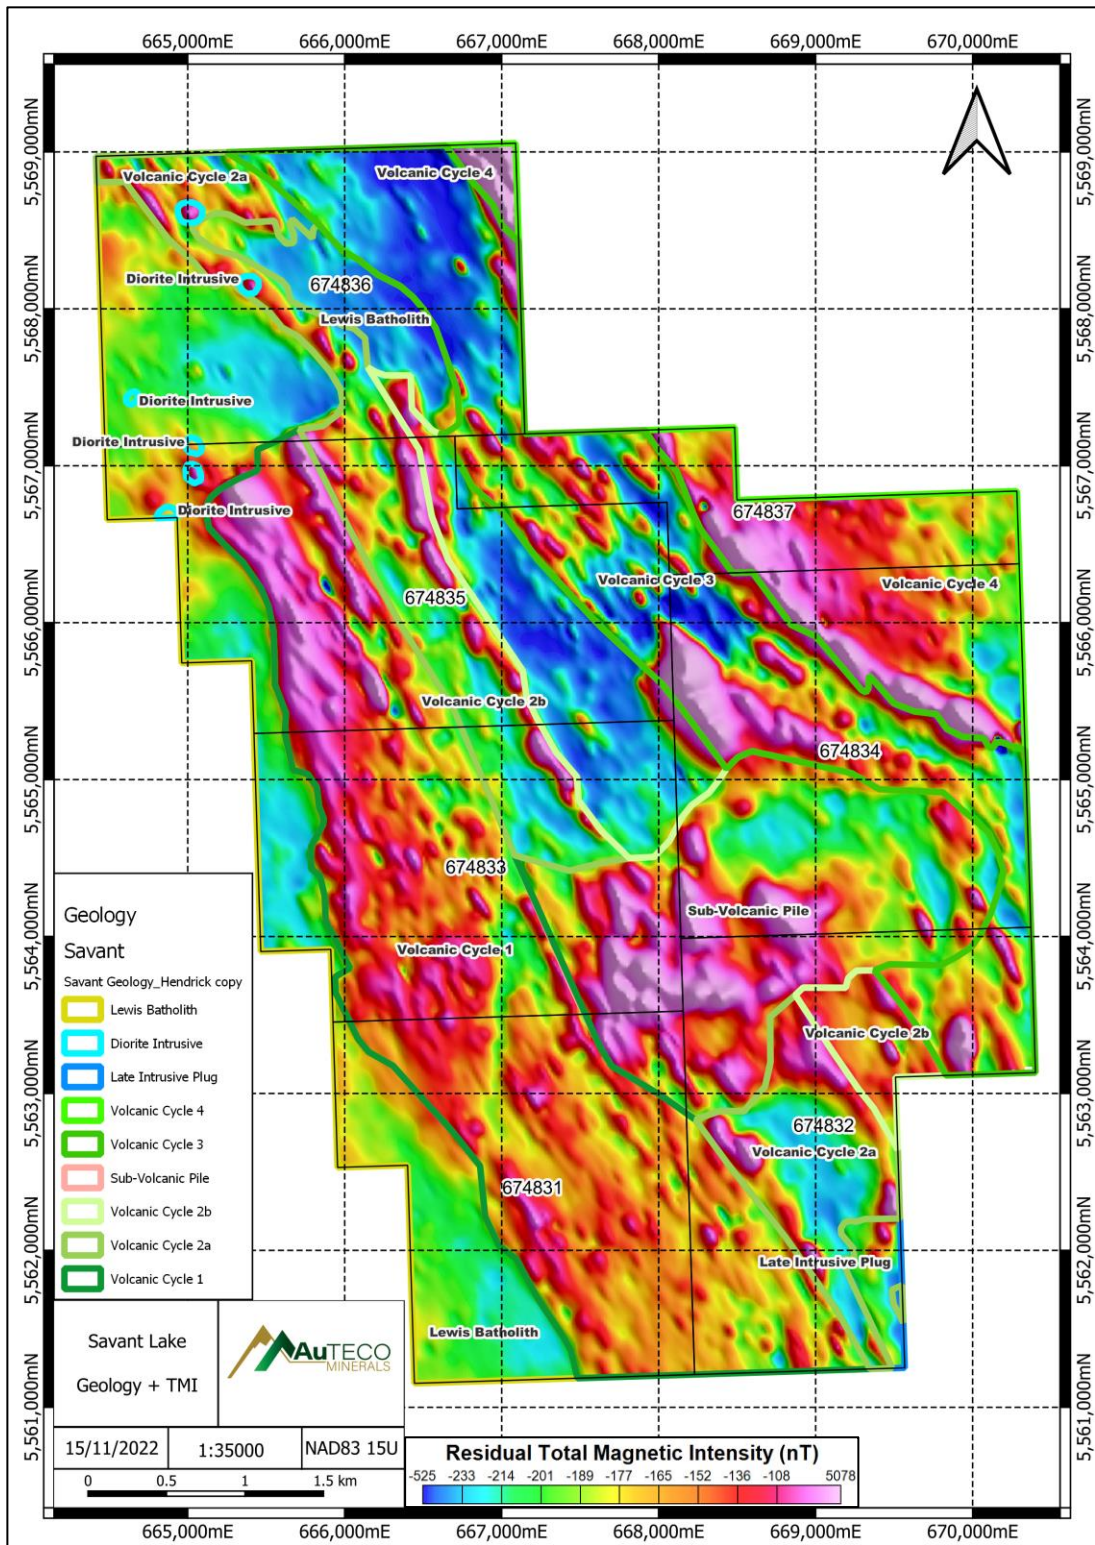 665,000mE 666,000mE 667,000mE 668,000mE 669,000mE 670,000mE
5,569,000mN
5,568,000mN
5,567,000mN
5,566,000mN
5,565,000mN
5,564,000mN
5,563,000mN
5,562,000mN
5,561,000mN
5,569,000mN
5,568,000mN
5,567,000mN
5,566,000mN
5,565,000mN
5,564,000mN
5,563,000mN
5,562,000mN
5,561,000mN
Volcanic Cycle 2a
Volcanic Cycle 4
Diorite Intrusive
674836
Lewis Batholith
Diorite Intrusive
Diorite Intrusive
Diorite Intrusive
674837
Volcanic Cycle 3
Volcanic Cycle 4
674835
Volcanic Cycle 2b
674834
674833
Sub-Volcanic Pile
Volcanic Cycle 1
Volcanic Cycle 2b
674832
Volcanic Cycle 2a
674831
Late Intrusive Plug
Lewis Batholith
Geology
Savant
Savant Geology_Hendrick copy
Lewis Batholith
Diorite Intrusive
Late Intrusive Plug
Volcanic Cycle 4
Volcanic Cycle 3
Sub-Volcanic Pile
Volcanic Cycle 2b
Volcanic Cycle 2a
Volcanic Cycle 1
Savant Lake
Geology + TMI
AuTECO
MINERALS
15/11/2022 1:35000 NAD83 15U
0 0.5 1 1.5 km
Residual Total Magnetic Intensity (nT)
-525 -233 -214 -201 -189 -177 -165 -152 -136 -108 5078
665,000mE 666,000mE 667,000mE 668,000mE 669,000mE 670,000mE